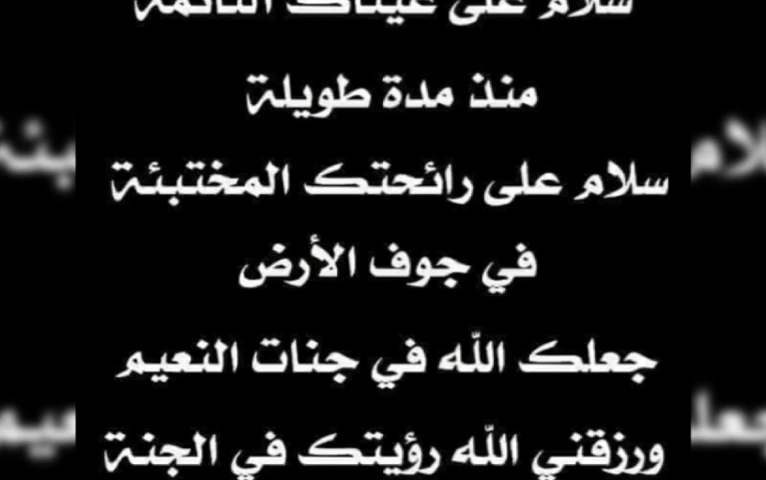 سلام على عيناك النائمة
منذ مدة طويلة
سلام على رائحتك المختبئة
في جوف الأرض
جعلك الله في جنات النعيم
ورزقني الله رؤيتك في الجنة